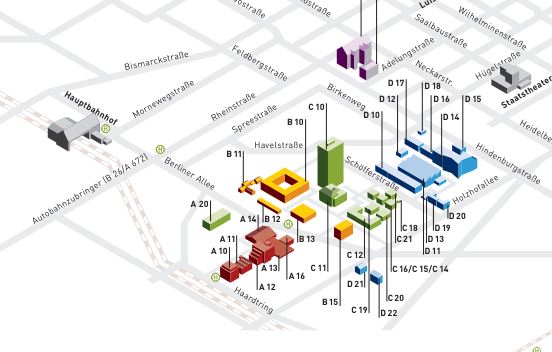 Wilhelminenstraße
Saalbaustraße
Adelungstraße
Neckarstr.
Hügelstraße
Staatstheater
Bismarckstraße
Feldbergstraße
Hauptbahnhof
Mornewegstraße
Rheinstraße
Spreestraße
Birkenweg
Havelstraße
Schöfferstraße
Hindenburgstraße
Holzhofallee
Berliner Allee
Autobahnzubringer (B 26/A 672)
Haardtring
D 17
D 18
D 12
D 16
D 15
D 10
D 14
C 10
B 10
B 11
A 20
A 14
B 12
B 13
A 11
A 10
A 13
A 16
A 12
C 11
B 15
C 12
D 21
C 19
D 22
C 20
C 16/C 15/C 14
C 18
C 21
D 20
D 19
D 13
D 11
H
H
H
H